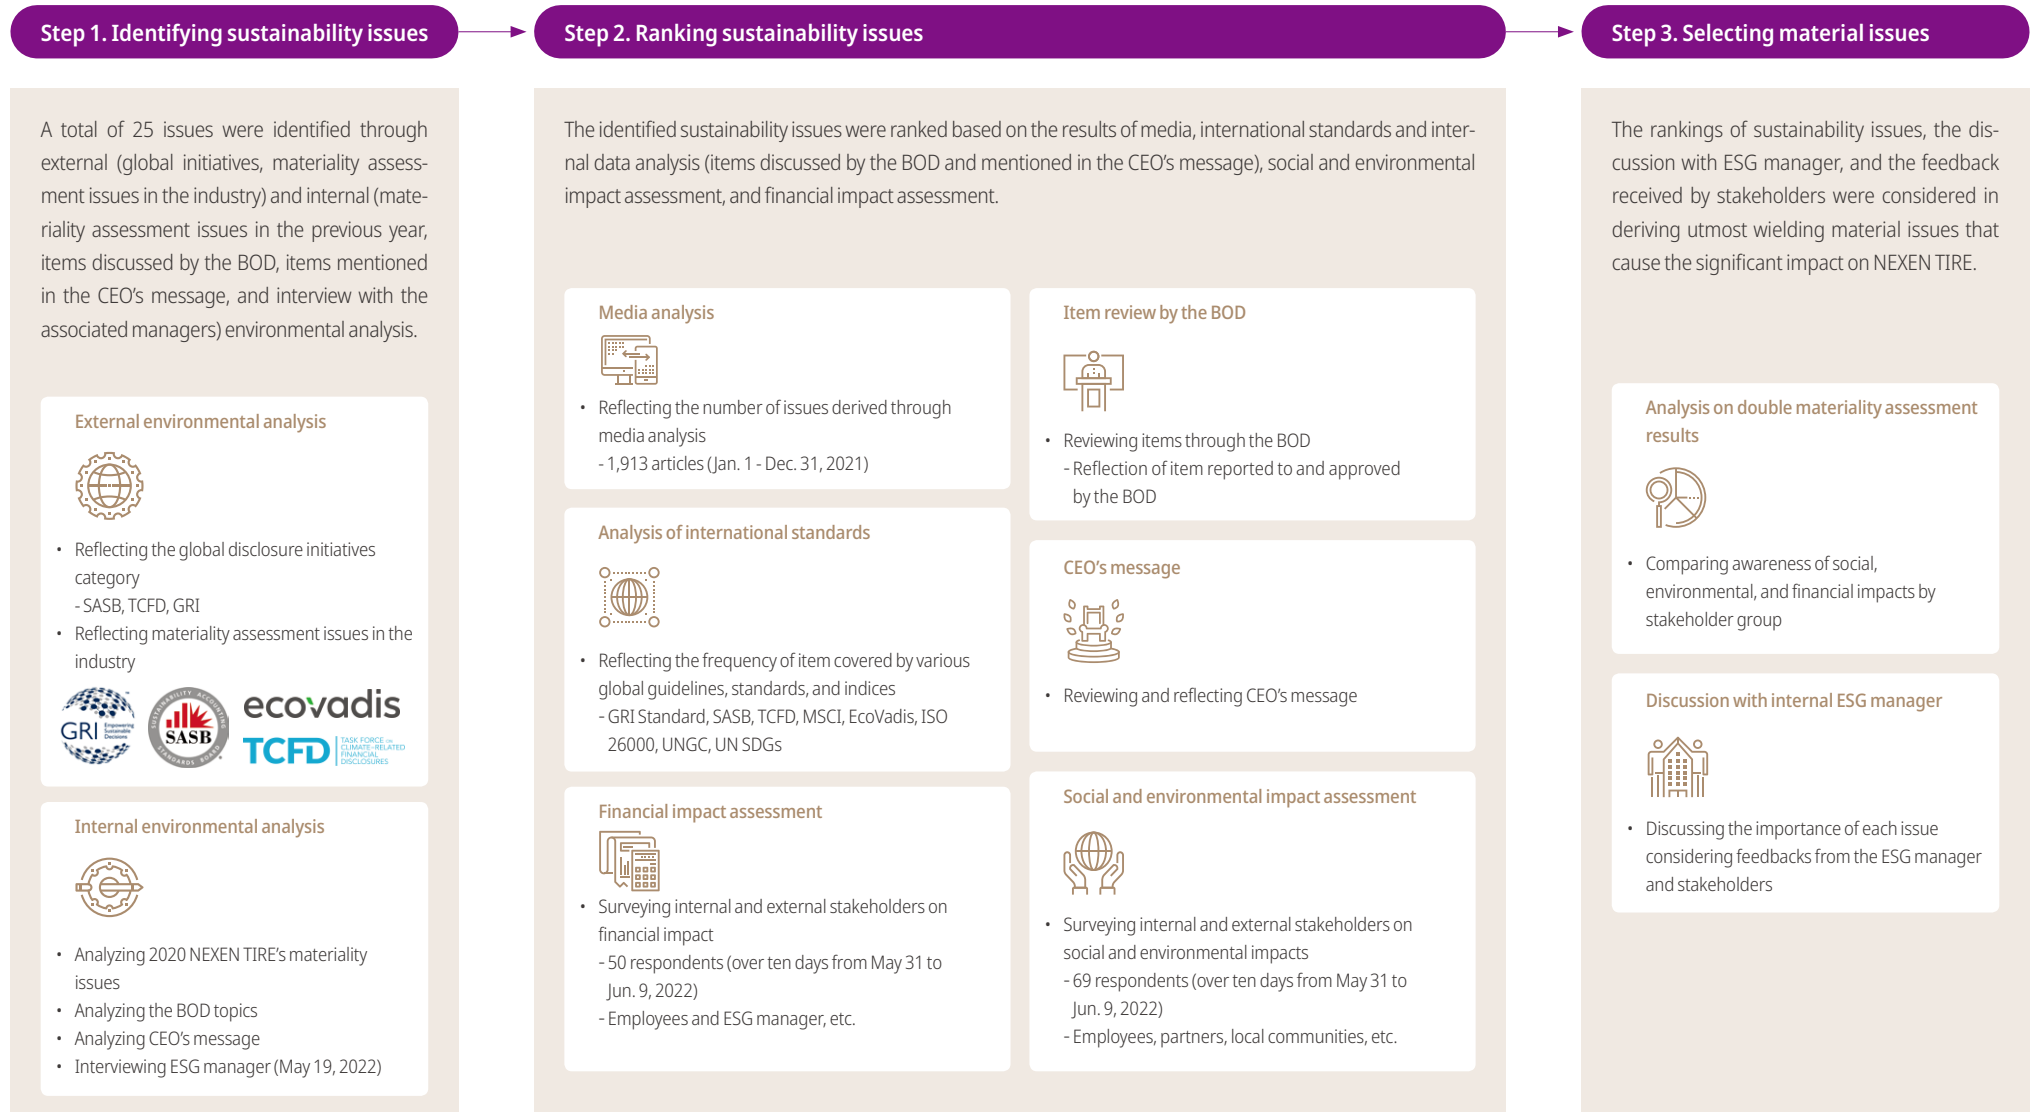 Step 1. Identifying sustainability issues
A total of 25 issues were identified through
external (global initiatives, materiality assess-
ment issues in the industry) and internal (mate-
riality assessment issues in the previous year,
items discussed by the BOD, items mentioned
in the CEO's message, and interview with the
associated managers) environmental analysis.
External environmental analysis
• Reflecting the global disclosure initiatives
category
- SASB, TCFD, GRI
• Reflecting materiality assessment issues in the
industry
GRI Empowering
Sustainable
Decisions
SUSTAINABILITY ACCOUNTING
SASB
STANDARDS BOARD
ecovadis
TCFD TASK FORCE ON
CLIMATE-RELATED
FINANCIAL
DISCLOSURES
Internal environmental analysis
• Analyzing 2020 NEXEN TIRE's materiality
issues
• Analyzing the BOD topics
• Analyzing CEO's message
• Interviewing ESG manager (May 19, 2022)
Step 2. Ranking sustainability issues
The identified sustainability issues were ranked based on the results of media, international standards and inter-
nal data analysis (items discussed by the BOD and mentioned in the CEO's message), social and environmental
impact assessment, and financial impact assessment.
Media analysis
• Reflecting the number of issues derived through
media analysis
- 1,913 articles (Jan. 1 - Dec. 31, 2021)
Analysis of international standards
• Reflecting the frequency of item covered by various
global guidelines, standards, and indices
- GRI Standard, SASB, TCFD, MSCI, EcoVadis, ISO
26000, UNGC, UN SDGs
Financial impact assessment
• Surveying internal and external stakeholders on
financial impact
- 50 respondents (over ten days from May 31 to
Jun. 9, 2022)
- Employees and ESG manager, etc.
Item review by the BOD
• Reviewing items through the BOD
- Reflection of item reported to and approved
by the BOD
CEO's message
• Reviewing and reflecting CEO's message
Social and environmental impact assessment
• Surveying internal and external stakeholders on
social and environmental impacts
- 69 respondents (over ten days from May 31 to
Jun. 9, 2022)
- Employees, partners, local communities, etc.
Step 3. Selecting material issues
The rankings of sustainability issues, the dis-
cussion with ESG manager, and the feedback
received by stakeholders were considered in
deriving utmost wielding material issues that
cause the significant impact on NEXEN TIRE.
Analysis on double materiality assessment
results
• Comparing awareness of social,
environmental, and financial impacts by
stakeholder group
Discussion with internal ESG manager
• Discussing the importance of each issue
considering feedbacks from the ESG manager
and stakeholders